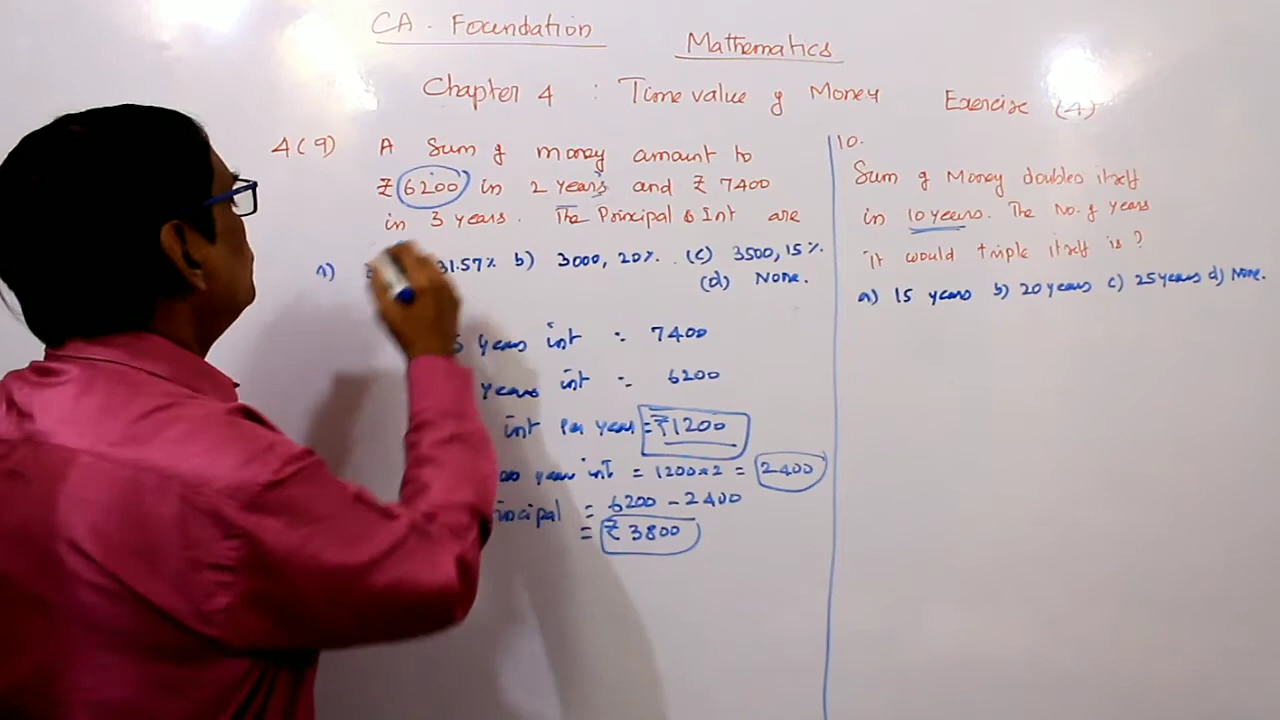 CA. Foundation
Mathematics
Chapter 4 : Time value of Money Exercise (4)
4(9) A Sum of money amount to
₹ 6200 in 2 years and ₹ 7400
in 3 years. The Principal & Int are
31.57% b) 3000, 20%. (c) 3500, 15%.
(d) None.
years int :- 7400
years int :- 6200
int per year = ₹1200
year int = 1200×2 = 2400
= 6200 - 2400
= ₹ 3800
10.
Sum of Money doubles itself
in 10 years. The No. of years
it would triple itself is ?
a) 15 years b) 20 years c) 25 years d) None.